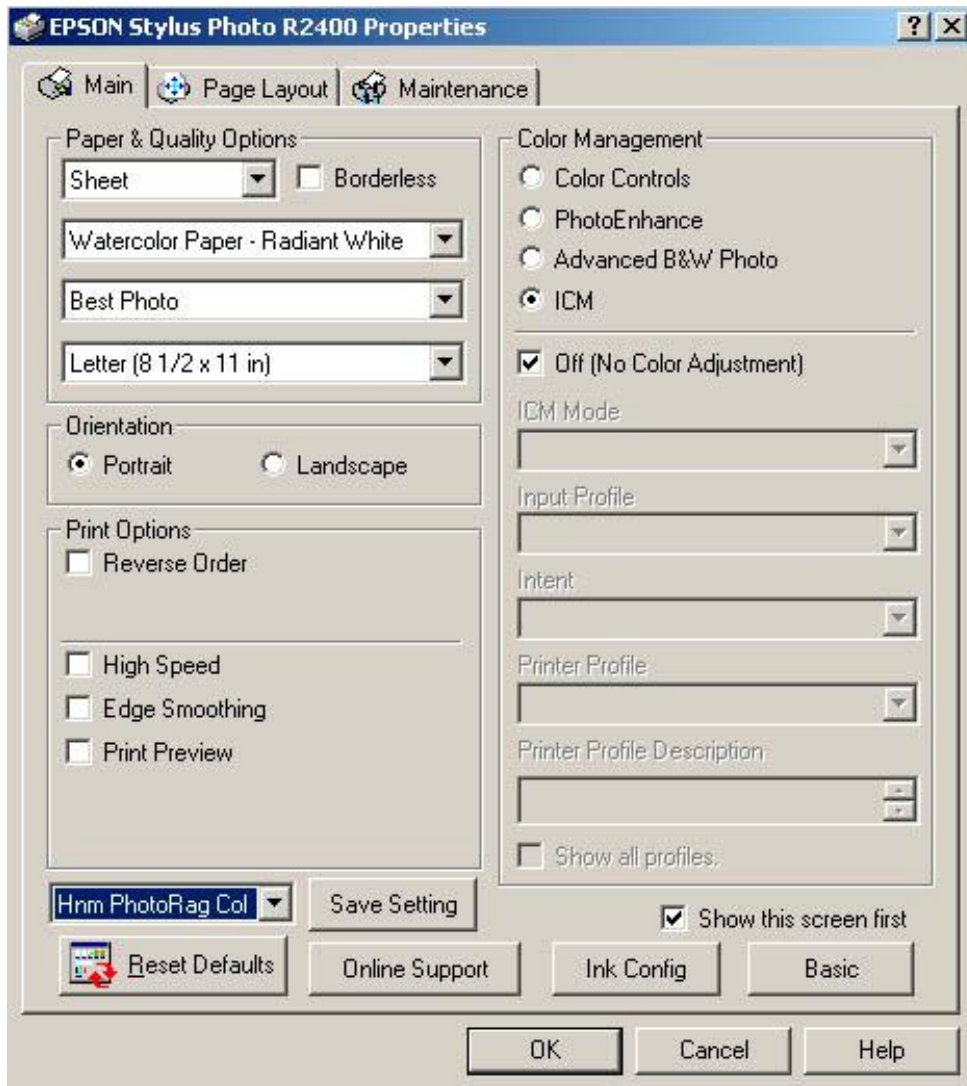 EPSON Stylus Photo R2400 Properties
Main
Page Layout
Maintenance
Paper & Quality Options
Sheet
Borderless
Watercolor Paper - Radiant White
Best Photo
Letter (8 1/2 x 11 in)
Orientation
Portrait
Landscape
Print Options
Reverse Order
High Speed
Edge Smoothing
Print Preview
Hnm PhotoRag Col
Save Setting
Color Management
Color Controls
PhotoEnhance
Advanced B&W Photo
ICM
Off (No Color Adjustment)
ICM Mode
Input Profile
Intent
Printer Profile
Printer Profile Description
Show all profiles.
Show this screen first
Reset Defaults
Online Support
Ink Config
Basic
OK
Cancel
Help